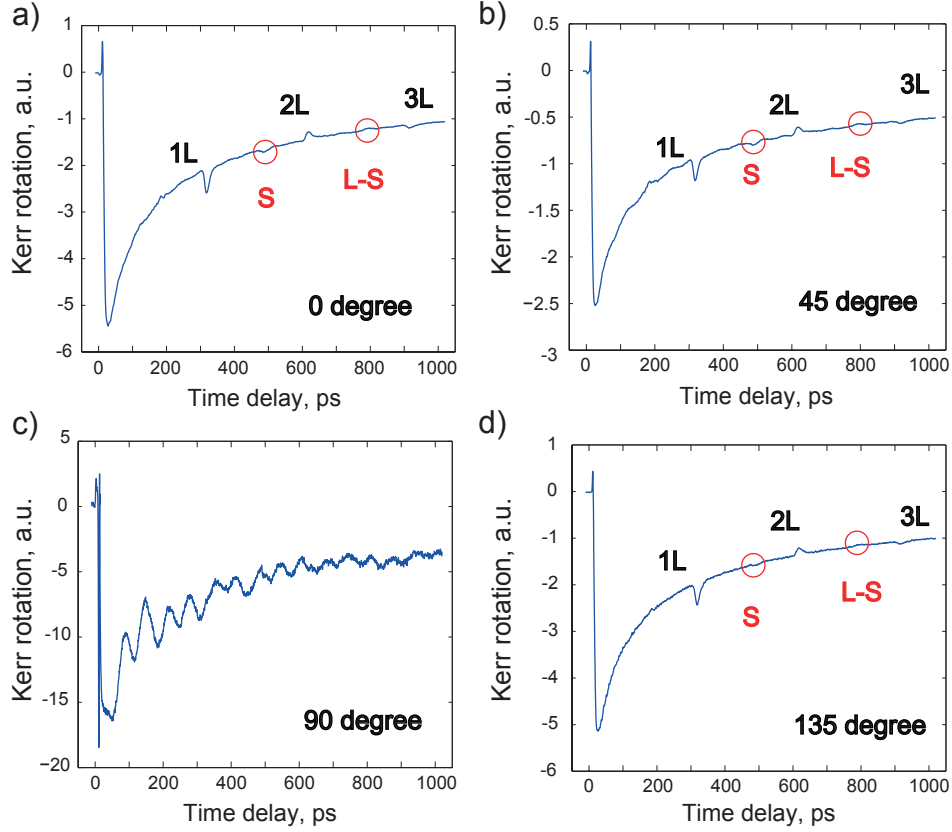 a)
Kerr rotation, a.u.
1
0
-1
-2
-3
-4
-5
-6
1L
2L
3L
S
L-S
0 degree
0 200 400 600 800 1000
Time delay, ps
b)
Kerr rotation, a.u.
0.5
0
-0.5
-1
-1.5
-2
-2.5
-3
1L
2L
3L
S
L-S
45 degree
0 200 400 600 800 1000
Time delay, ps
c)
Kerr rotation, a.u.
5
0
-5
-10
-15
-20
90 degree
0 200 400 600 800 1000
Time delay, ps
d)
Kerr rotation, a.u.
1
0
-1
-2
-3
-4
-5
-6
1L
2L
3L
S
L-S
135 degree
0 200 400 600 800 1000
Time delay, ps